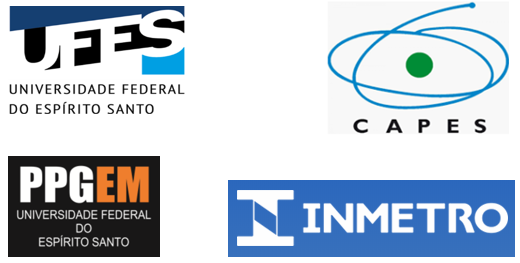 UFES
UNIVERSIDADE FEDERAL
DO ESPÍRITO SANTO
CAPES
PPGEM
UNIVERSIDADE FEDERAL
DO
ESPÍRITO SANTO
INMETRO